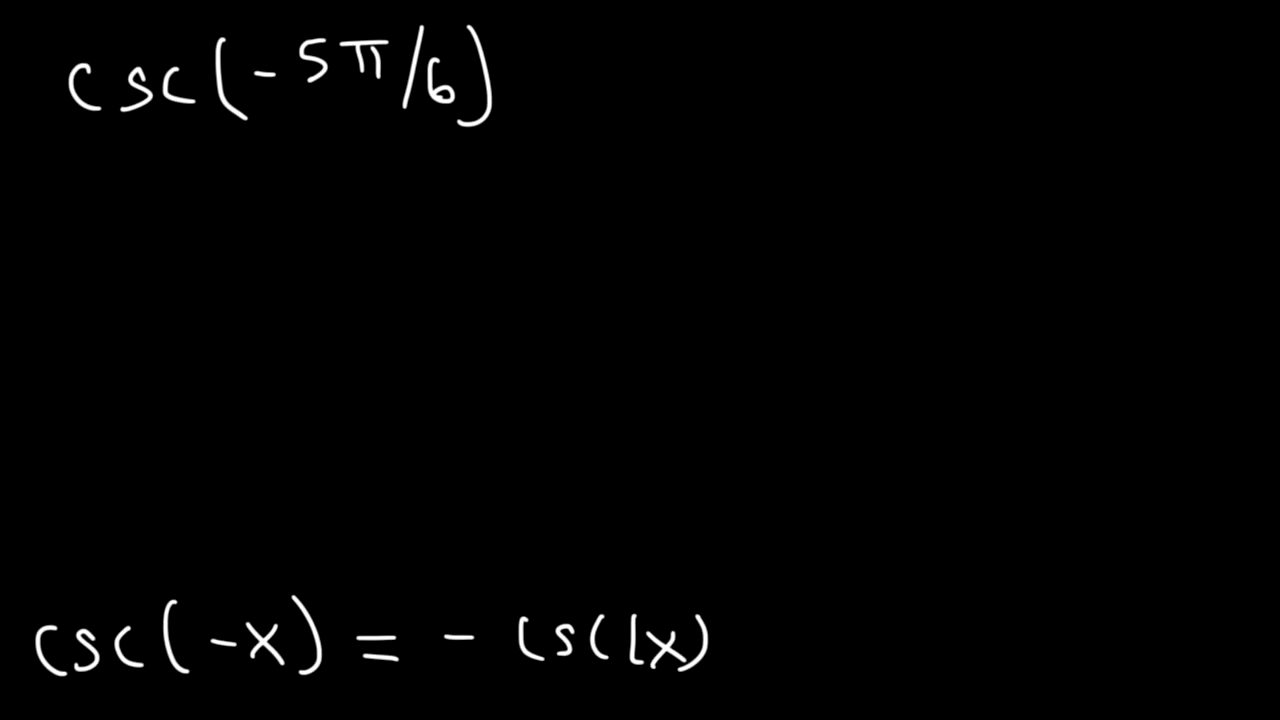 csc(-5π/6)
csc(-x) = - csc(x)